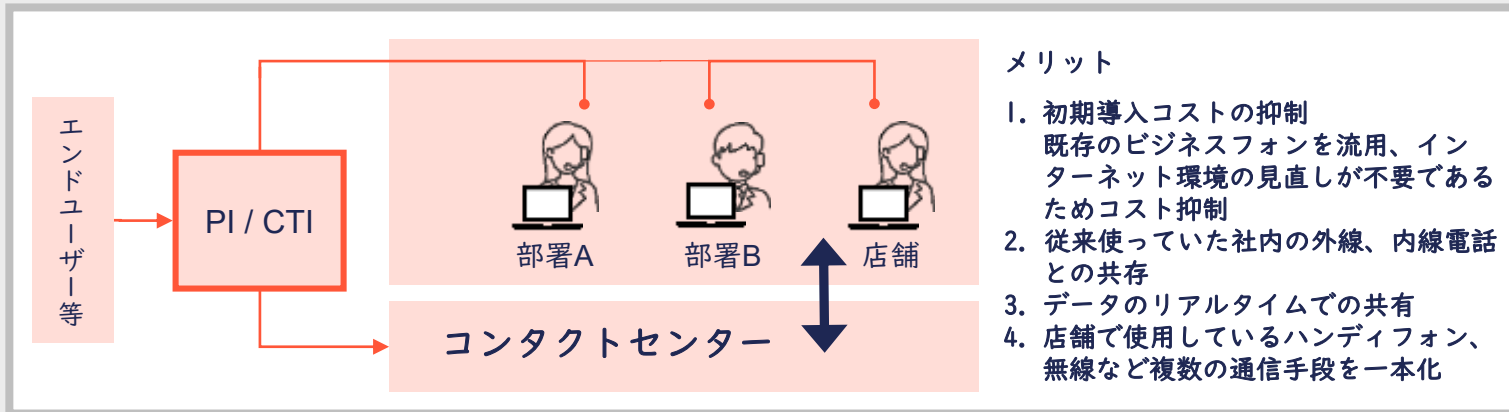 エンドユーザー等
PI / CTI
部署A
部署B
店舗
コンタクトセンター
メリット
1. 初期導入コストの抑制
既存のビジネスフォンを流用、イン
ターネット環境の見直しが不要である
ためコスト抑制
2. 従来使っていた社内の外線、内線電話
との共存
3. データのリアルタイムでの共有
4. 店舗で使用しているハンディフォン、
無線など複数の通信手段を一本化